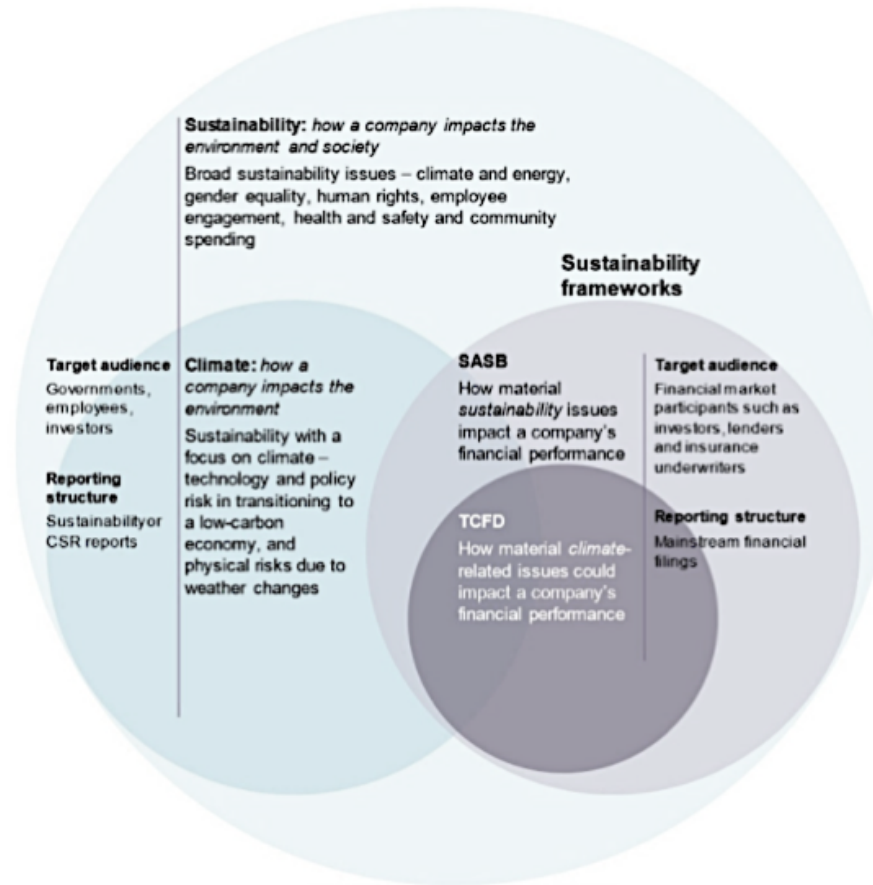 Sustainability: how a company impacts the
environment and society
Broad sustainability issues – climate and energy,
gender equality, human rights, employee
engagement, health and safety and community
spending
Sustainability
frameworks
Target audience
Governments,
employees,
investors
Reporting
structure
Sustainability or
CSR reports
Climate: how a
company impacts the
environment
Sustainability with a
focus on climate –
technology and policy
risk in transitioning to
a low-carbon
economy, and
physical risks due to
weather changes
SASB
How material
sustainability issues
impact a company's
financial performance
TCFD
How material climate-
related issues could
impact a company's
financial performance
Target audience
Financial market
participants such as
investors, lenders
and insurance
underwriters
Reporting structure
Mainstream financial
filings